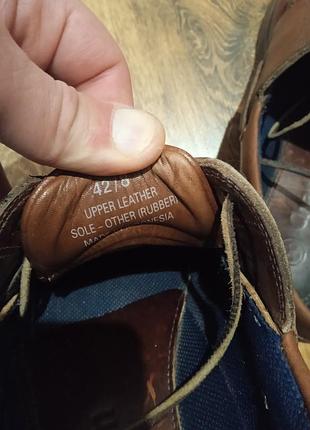 42/8
UPPER LEATHER
SOLE – OTHER (RUBBER)